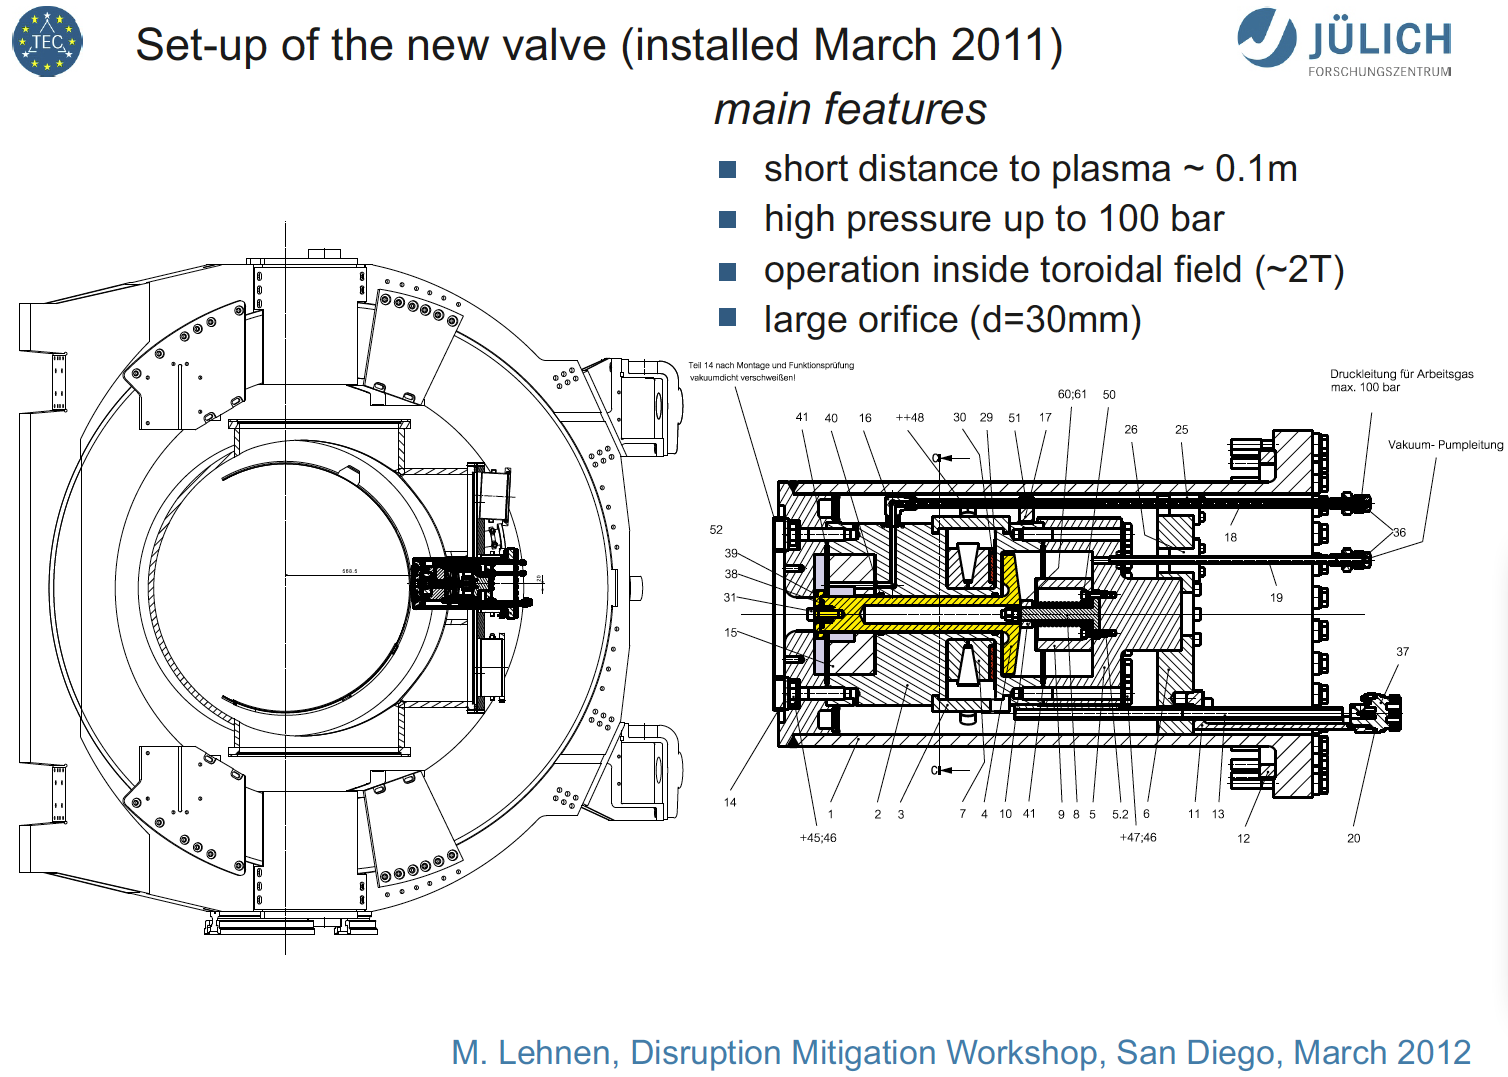 TEC
Set-up of the new valve (installed March 2011)
JÜLICH
FORSCHUNGSZENTRUM
main features
short distance to plasma ~ 0.1m
high pressure up to 100 bar
operation inside toroidal field (~2T)
large orifice (d=30mm)
Teil 14 nach Montage und Funktionsprüfung
vakuumdicht verschweißen!
Druckleitung für Arbeitsgas
max. 100 bar
Vakuum- Pumpleitung
60;61 50
41 40 16 ++48 30 29 51 17
26 25
C
52
39
38
31
15
18
36
19
37
568.5
20
C
14
1 2 3 7 4 10 41 9 8 5 5.2 6 11 13
+45;46
+47;46
12
20
M. Lehnen, Disruption Mitigation Workshop, San Diego, March 2012